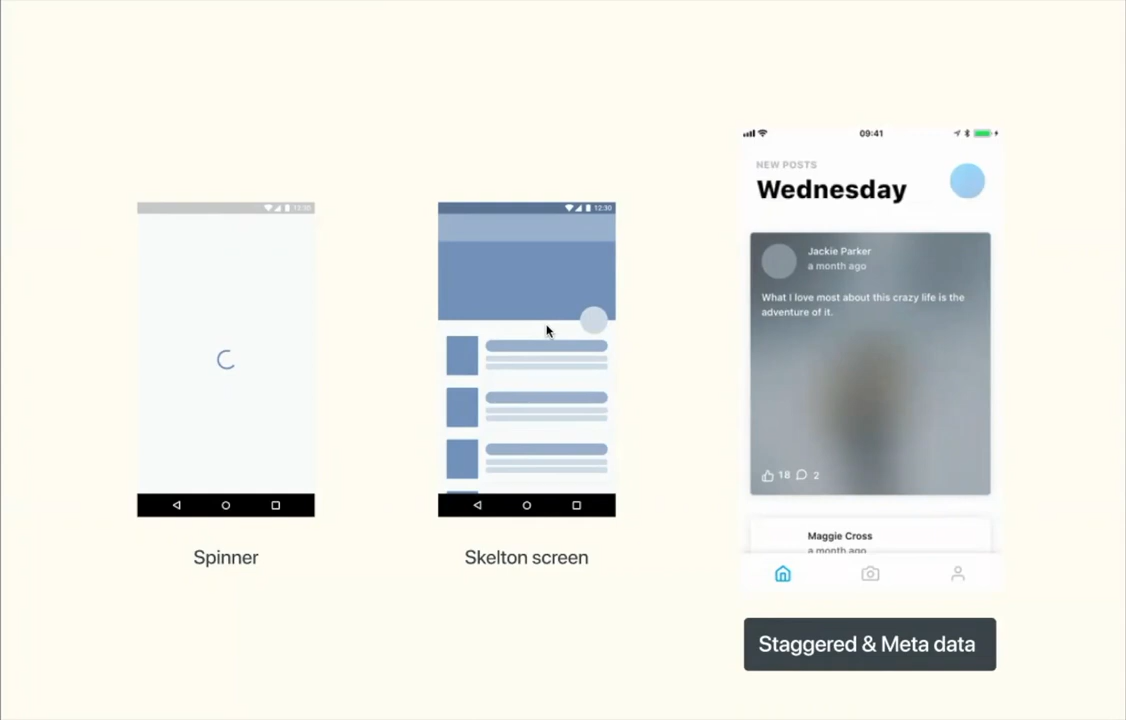 12:30
Spinner
12:30
Skelton screen
09:41
NEW POSTS
Wednesday
Jackie Parker
a month ago
What I love most about this crazy life is the
adventure of it.
18 2
Maggie Cross
a month ago
Staggered & Meta data